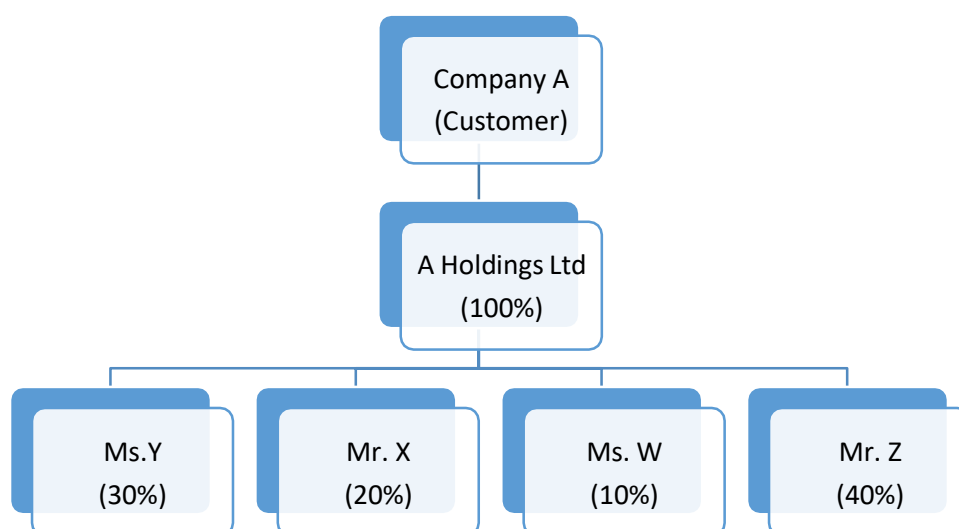 Company A
(Customer)
A Holdings Ltd
(100%)
Ms.Y
(30%)
Mr. X
(20%)
Ms. W
(10%)
Mr. Z
(40%)